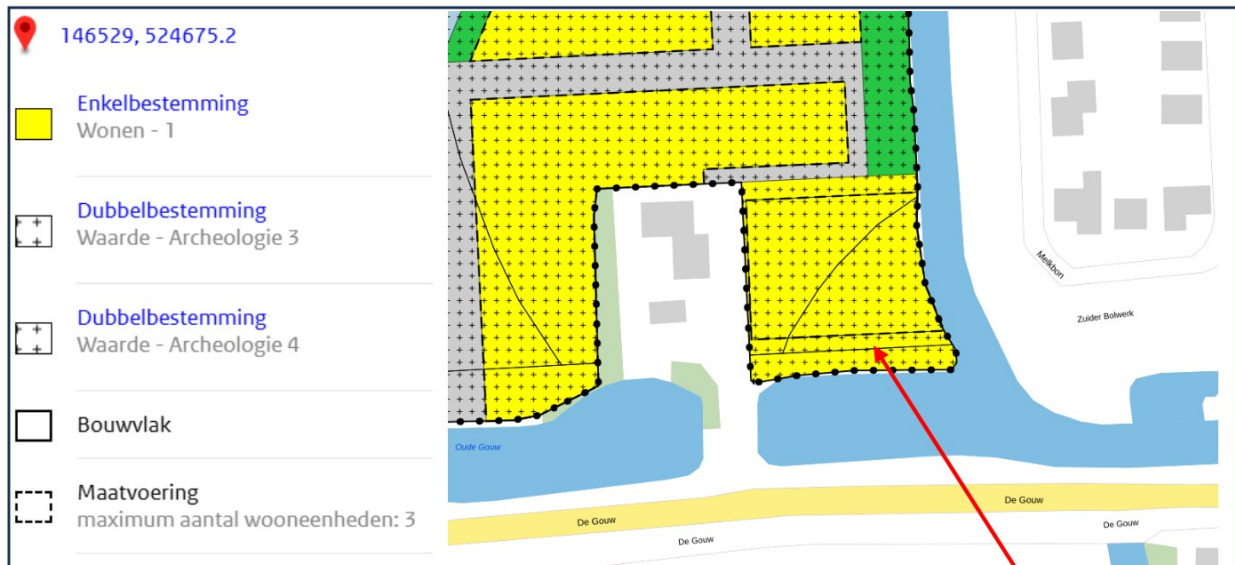 146529, 524675.2
Enkelbestemming
Wonen - 1
Dubbelbestemming
Waarde - Archeologie 3
Dubbelbestemming
Waarde - Archeologie 4
Bouwvlak
Maatvoering
maximum aantal wooneenheden: 3
Melkbon
Zuider Bolwerk
Oude Gouw
De Gouw
De Gouw
De Gouw
De Gouw